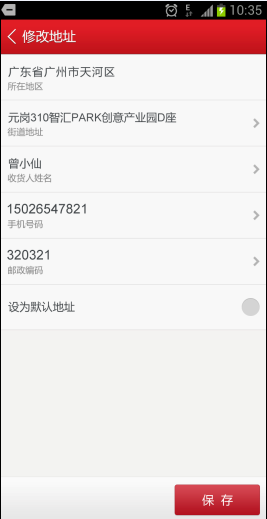 E
10:35
修改地址
广东省广州市天河区
所在地区
元岗310智汇PARK创意产业园D座
街道地址
曾小仙
收货人姓名
15026547821
手机号码
320321
邮政编码
设为默认地址
保存